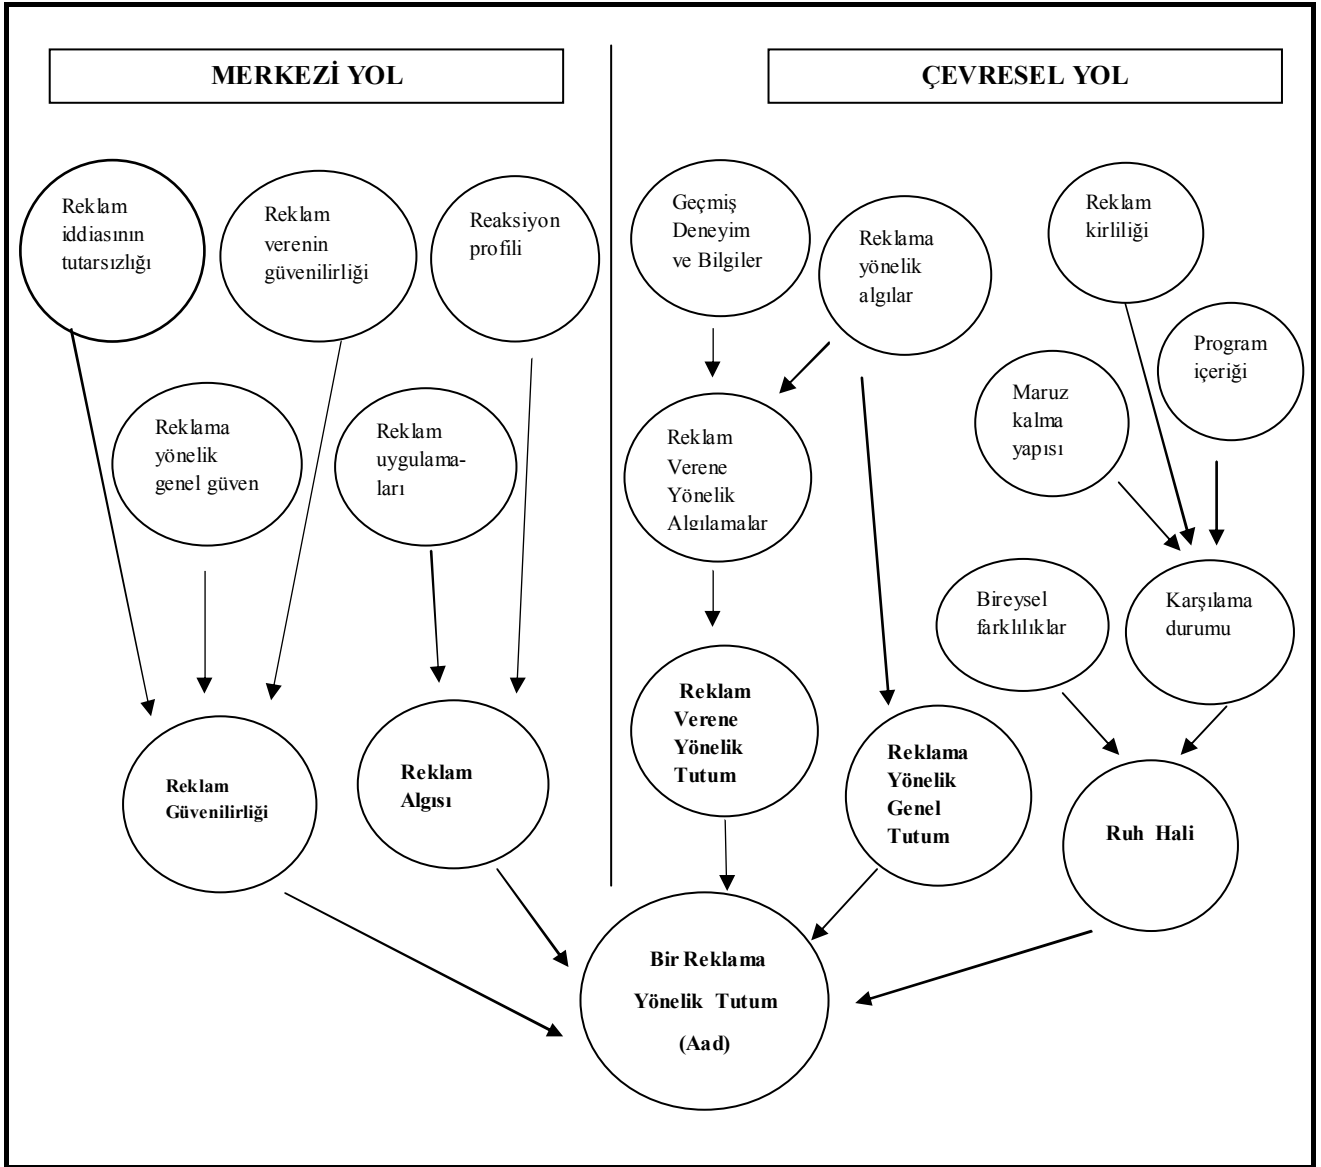 MERKEZİ YOL
ÇEVRESEL YOL
Reklam
iddiasının
tutarsızlığı
Reklam
verenin
güvenilirliği
Reaksiyon
profili
Geçmiş
Deneyim
ve Bilgiler
Reklama
yönelik
algılar
Reklam
kirliliği
Program
içeriği
Reklama
yönelik
genel güven
Reklam
uygulama-
ları
Reklam
Verene
Yönelik
Algılamalar
Maruz
kalma
yapısı
Bireysel
farklılıklar
Karşılama
durumu
Reklam
Güvenilirliği
Reklam
Algısı
Reklam
Verene
Yönelik
Tutum
Reklama
Yönelik
Genel
Tutum
Ruh Hali
Bir Reklama
Yönelik Tutum
(Aad)